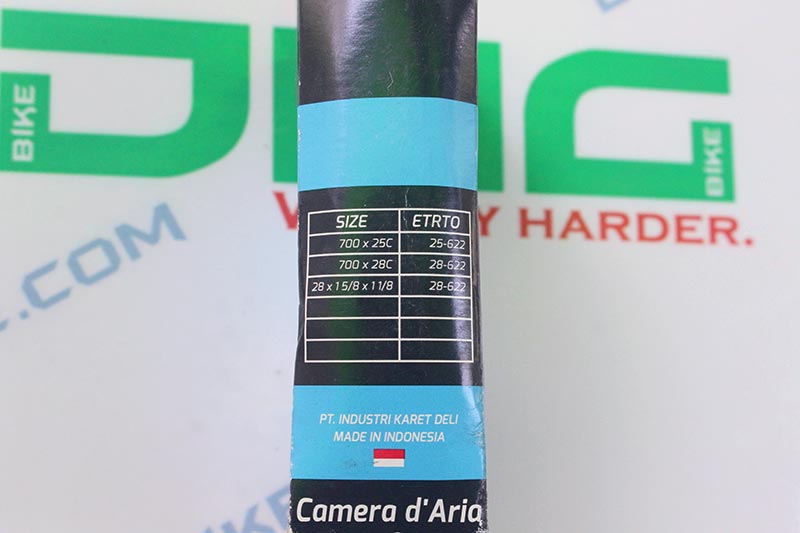 BIKE
BIKE
HARDER.
.COM
SIZE ETRTO
700 x 25C 25-622
700 x 28C 28-622
28 x 1 5/8 x 1 1/8 28-622
PT. INDUSTRI KARET DELI
MADE IN INDONESIA
Camera d'Aria
BIKE